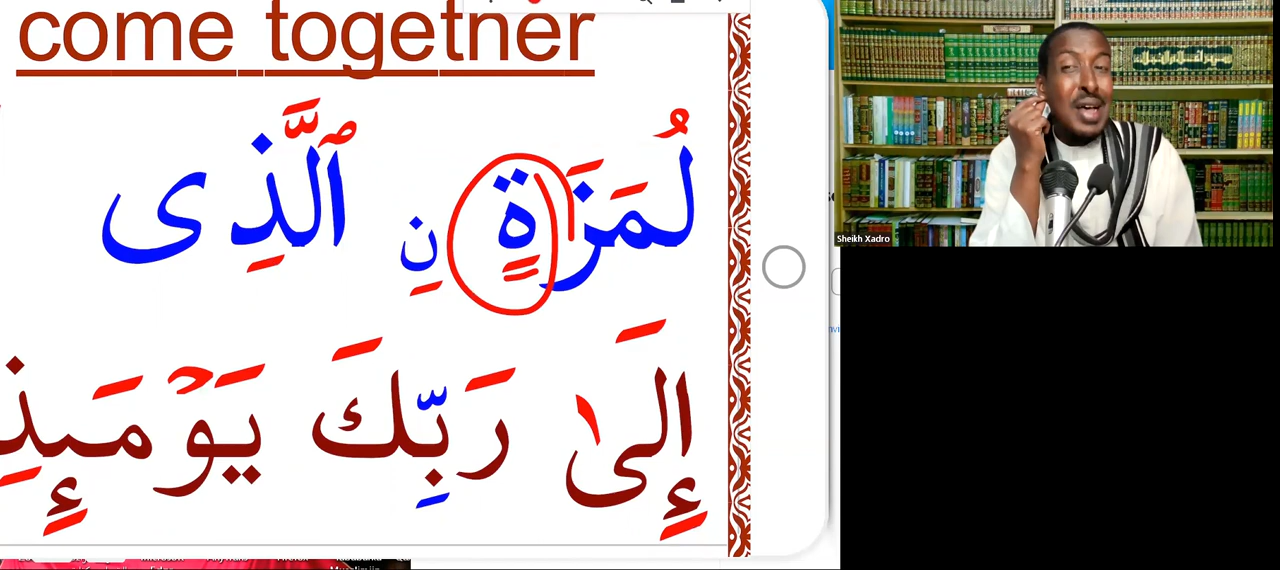 come together
لُمَزَةٍ نِ ٱلَّذِى
Sheikh Xadro
إِلَىٰ رَبِّكَ يَوْمَئِذِ